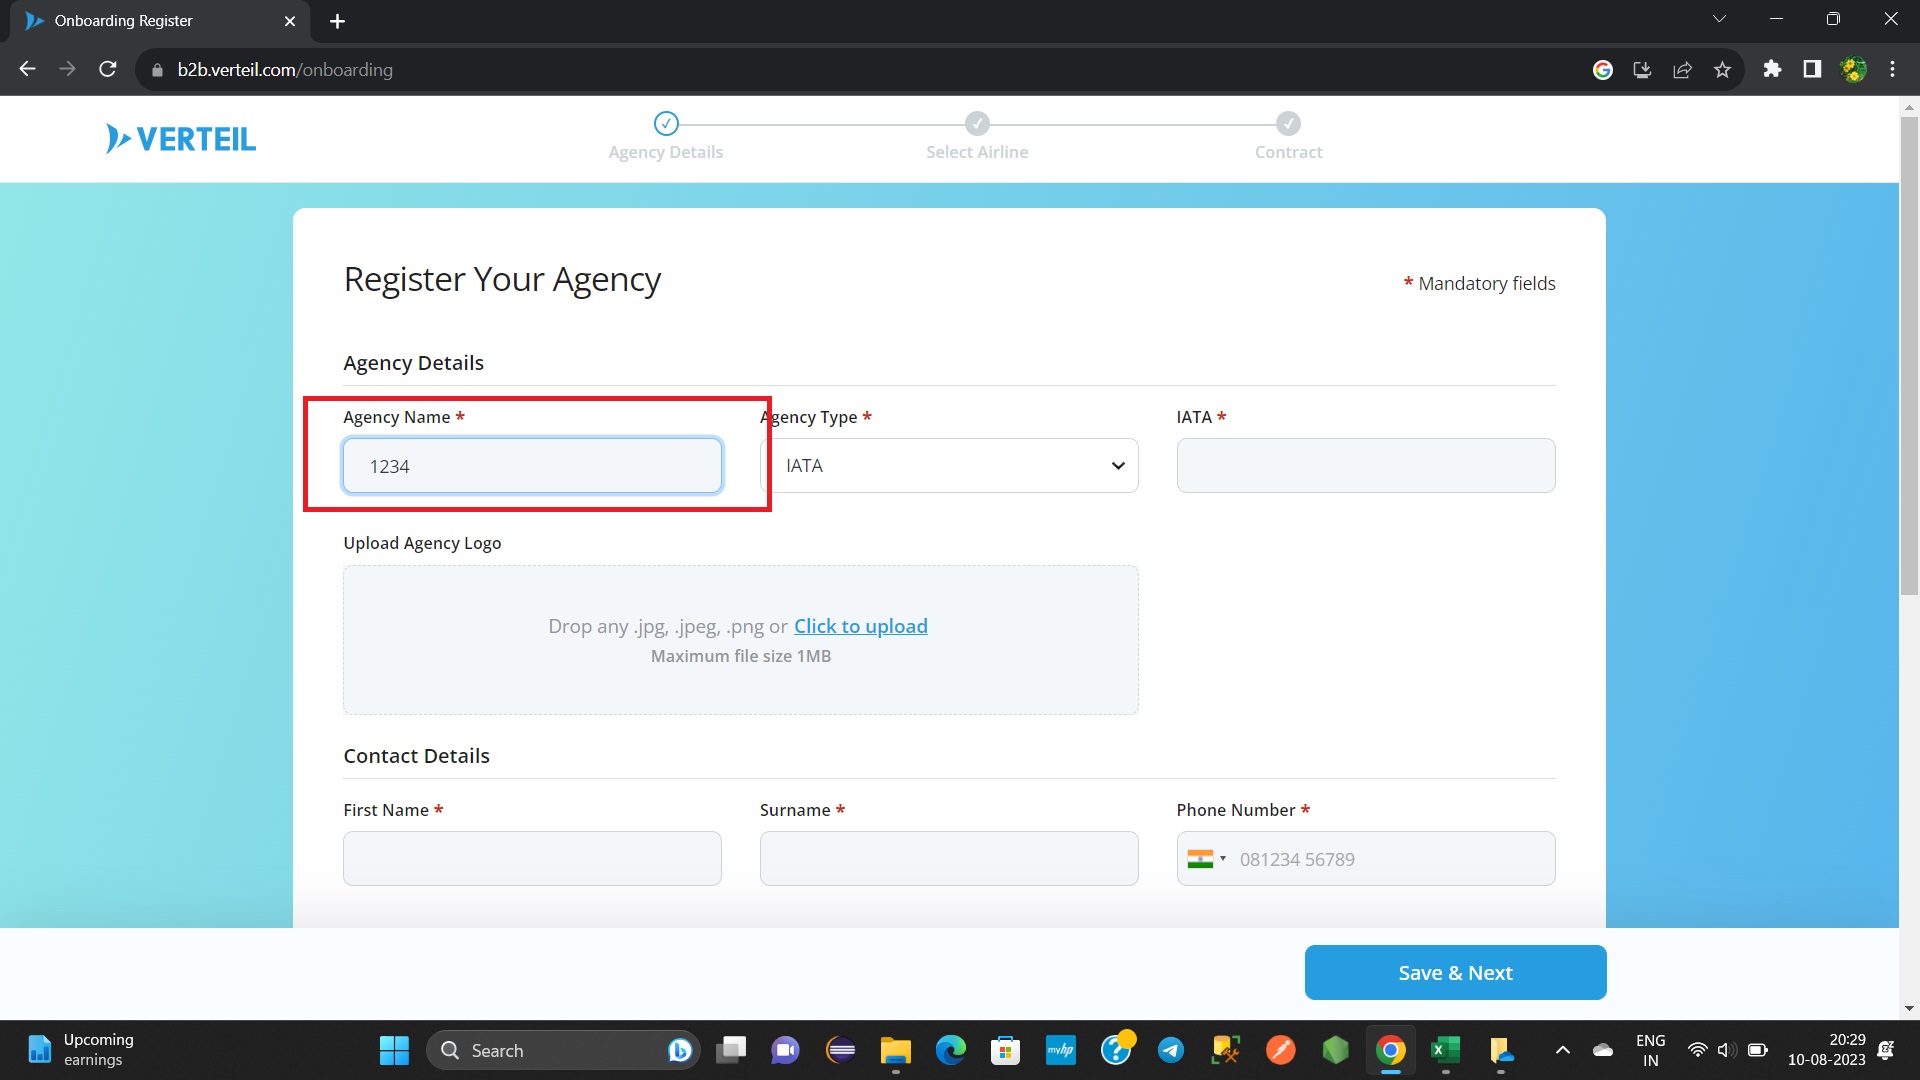 Onboarding Register
b2b.verteil.com/onboarding
VERTEIL
Agency Details
Select Airline
Contract
Register Your Agency
* Mandatory fields
Agency Details
Agency Name *
Agency Type *
IATA *
1234
IATA
Upload Agency Logo
Drop any .jpg, .jpeg, .png or Click to upload
Maximum file size 1MB
Contact Details
First Name *
Surname *
Phone Number *
081234 56789
Save & Next
Upcoming
earnings
Search
myhp
ENG
IN
20:29
10-08-2023